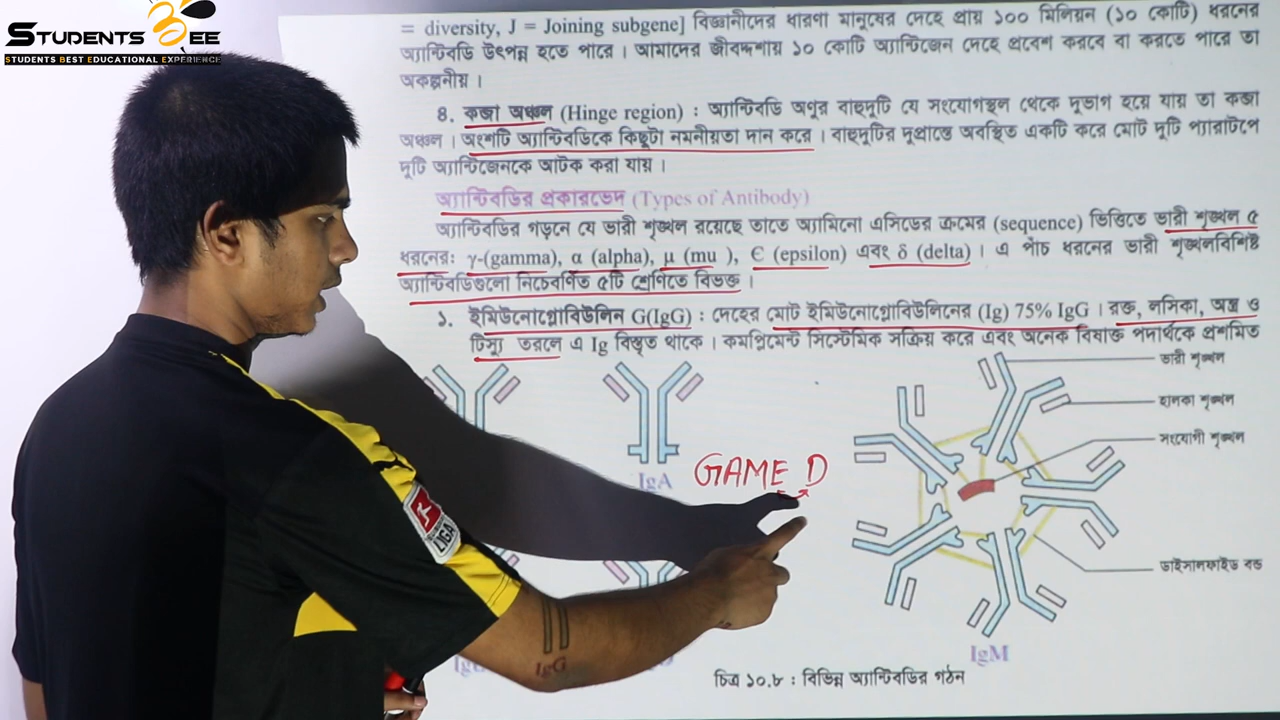 STUDENTS BEE
STUDENTS BEST EDUCATIONAL EXPERIENCE
= diversity, J = Joining subgene] বিজ্ঞানীদের ধারণা মানুষের দেহে প্রায় ১০০ মিলিয়ন (১০ কোটি) ধরনের
অ্যান্টিবডি উৎপন্ন হতে পারে । আমাদের জীবদ্দশায় ১০ কোটি অ্যান্টিজেন দেহে প্রবেশ করবে বা করতে পারে তা
অকল্পনীয় ।
৪. কব্জা অঞ্চল (Hinge region) : অ্যান্টিবডি অণুর বাহুদুটি যে সংযোগস্থল থেকে দুভাগ হয়ে যায় তা কব্জা
অঞ্চল । অংশটি অ্যান্টিবডিকে কিছুটা নমনীয়তা দান করে । বাহুদুটির দুপ্রান্তে অবস্থিত একটি করে মোট দুটি প্যারাটপে
দুটি অ্যান্টিজেনকে আটক করা যায় ।
অ্যান্টিবডির প্রকারভেদ (Types of Antibody)
অ্যান্টিবডির গড়নে যে ভারী শৃঙ্খল রয়েছে তাতে অ্যামিনো এসিডের ক্রমের (sequence) ভিত্তিতে ভারী শৃঙ্খল ৫
ধরনের: γ-(gamma), α (alpha), μ (mu ), Є (epsilon) এবং δ (delta) । এ পাঁচ ধরনের ভারী শৃঙ্খলবিশিষ্ট
অ্যান্টিবডিগুলো নিচেবর্ণিত ৫টি শ্রেণিতে বিভক্ত ।
১. ইমিউনোগ্লোবিউলিন G(IgG) : দেহের মোট ইমিউনোগ্লোবিউলিনের (Ig) 75% IgG । রক্ত, লসিকা, অন্ত্র ও
টিস্যু তরলে এ Ig বিস্তৃত থাকে । কমপ্লিমেন্ট সিস্টেমিক সক্রিয় করে এবং অনেক বিষাক্ত পদার্থকে প্রশমিত
ভারী শৃঙ্খল
হালকা শৃঙ্খল
সংযোগী শৃঙ্খল
IgA
GAME D
LIGA
ডাইসালফাইড বন্ড
IgG
IgM
চিত্র ১০.৮ : বিভিন্ন অ্যান্টিবডির গঠন